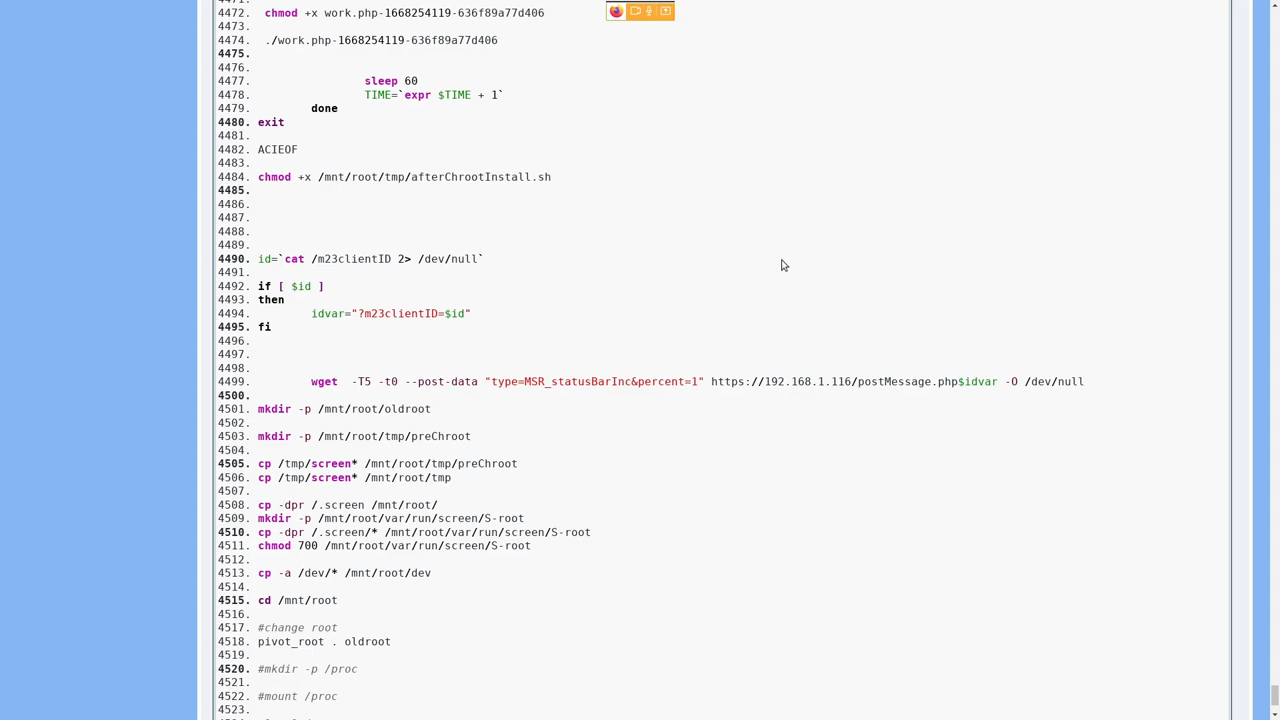 4472.  chmod +x work.php-1668254119-636f89a77d406
4473.
4474.  ./work.php-1668254119-636f89a77d406
4475.
4476.
4477.                 sleep 60
4478.                 TIME=`expr $TIME + 1`
4479.         done
4480. exit
4481.
4482. ACIEOF
4483.
4484. chmod +x /mnt/root/tmp/afterChrootInstall.sh
4485.
4486.
4487.
4488.
4489.
4490. id=`cat /m23clientID 2> /dev/null`
4491.
4492. if [ $id ]
4493. then
4494.         idvar="?m23clientID=$id"
4495. fi
4496.
4497.
4498.
4499.         wget  -T5 -t0 --post-data "type=MSR_statusBarInc&percent=1" https://192.168.1.116/postMessage.php$idvar -O /dev/null
4500.
4501. mkdir -p /mnt/root/oldroot
4502.
4503. mkdir -p /mnt/root/tmp/preChroot
4504.
4505. cp /tmp/screen* /mnt/root/tmp/preChroot
4506. cp /tmp/screen* /mnt/root/tmp
4507.
4508. cp -dpr /.screen /mnt/root/
4509. mkdir -p /mnt/root/var/run/screen/S-root
4510. cp -dpr /.screen/* /mnt/root/var/run/screen/S-root
4511. chmod 700 /mnt/root/var/run/screen/S-root
4512.
4513. cp -a /dev/* /mnt/root/dev
4514.
4515. cd /mnt/root
4516.
4517. #change root
4518. pivot_root . oldroot
4519.
4520. #mkdir -p /proc
4521.
4522. #mount /proc
4523.